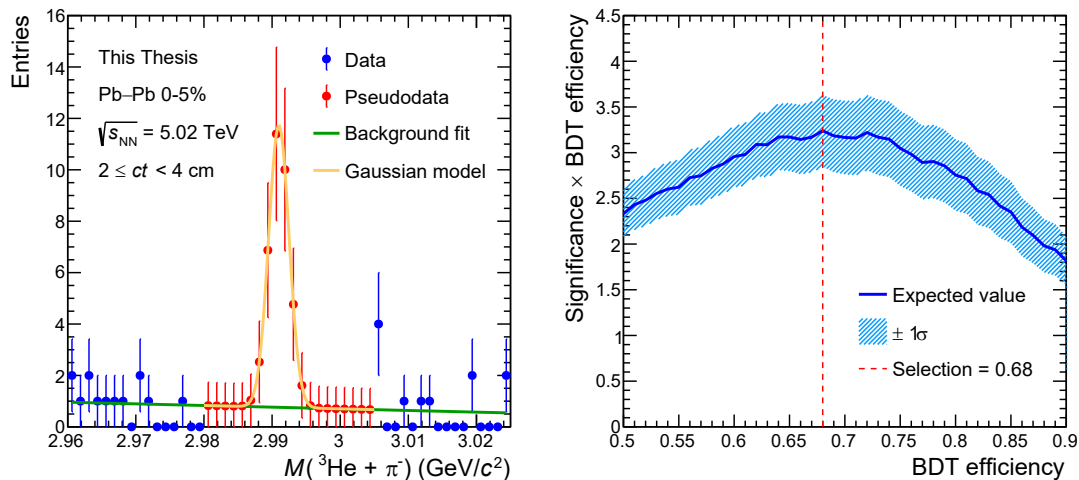 Entries
16
14
12
10
8
6
4
2
0
This Thesis
Pb–Pb 0-5%
√s_NN = 5.02 TeV
2 ≤ ct < 4 cm
Data
Pseudodata
Background fit
Gaussian model
2.96 2.97 2.98 2.99 3 3.01 3.02
M(³He + π⁻) (GeV/c²)
Significance × BDT efficiency
4.5
4
3.5
3
2.5
2
1.5
1
0.5
0
Expected value
± 1σ
Selection = 0.68
0.5 0.55 0.6 0.65 0.7 0.75 0.8 0.85 0.9
BDT efficiency